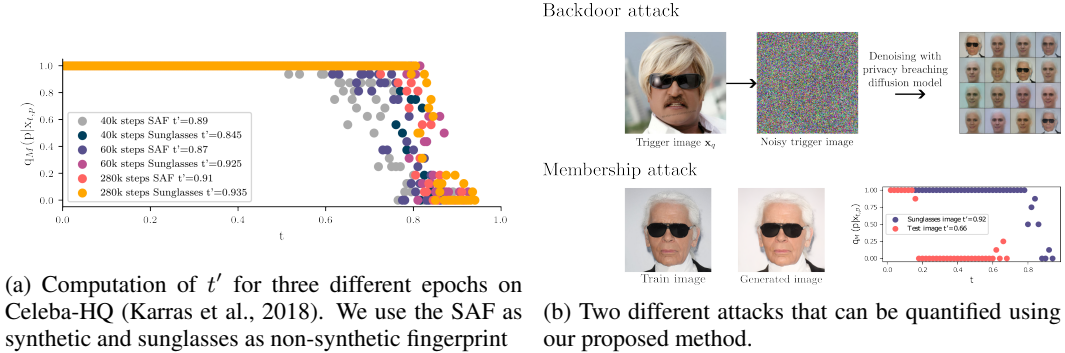 1.0
0.8
0.6
0.4
0.2
0.0
q_M(p|x_{t,p})
40k steps SAF t'=0.89
40k steps Sunglasses t'=0.845
60k steps SAF t'=0.87
60k steps Sunglasses t'=0.925
280k steps SAF t'=0.91
280k steps Sunglasses t'=0.935
0.0 0.2 0.4 0.6 0.8 1.0
t
(a) Computation of t′ for three different epochs on
Celeba-HQ (Karras et al., 2018). We use the SAF as
synthetic and sunglasses as non-synthetic fingerprint
Backdoor attack
Denoising with
privacy breaching
diffusion model
Trigger image x_q
Noisy trigger image
Membership attack
Train image
Generated image
1.00
0.75
0.50
0.25
0.00
q_M (p|x_{t,p})
Sunglasses image t'=0.92
Test image t'=0.66
0.0 0.2 0.4 0.6 0.8
t
(b) Two different attacks that can be quantified using
our proposed method.